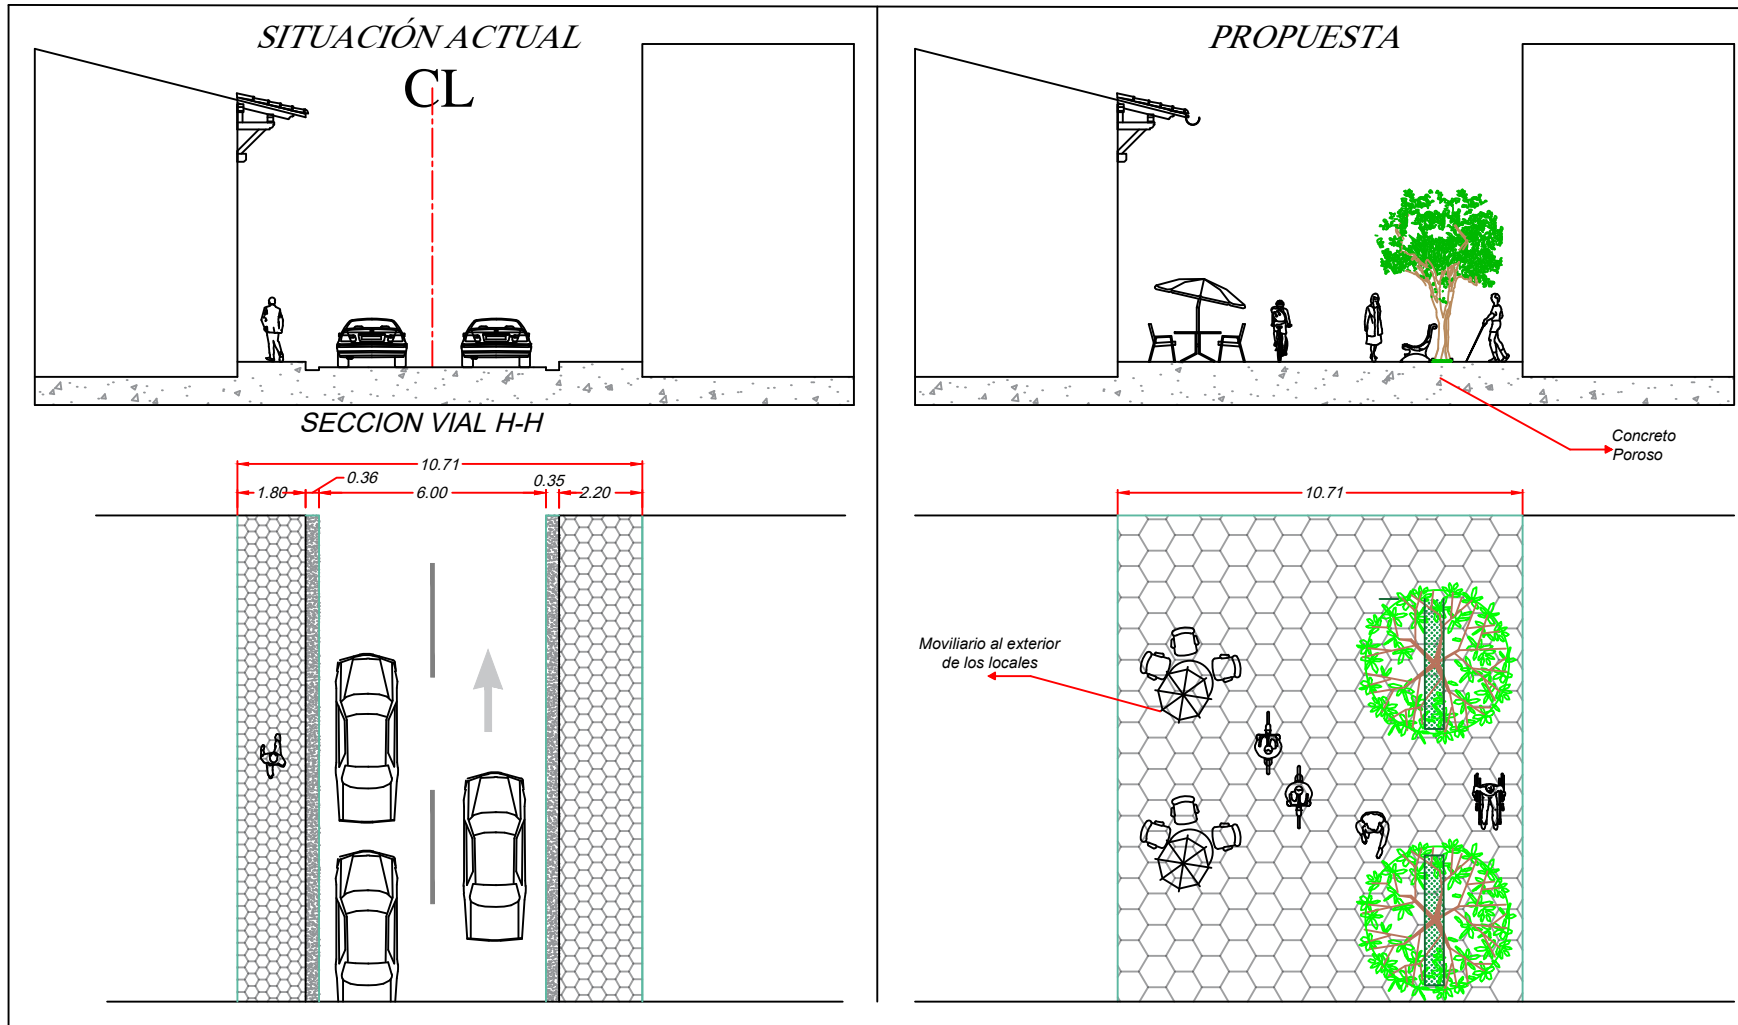 SITUACIÓN ACTUAL
CL
SECCION VIAL H-H
10.71
1.80
0.36
6.00
0.35
2.20
PROPUESTA
Concreto
Poroso
10.71
Moviliario al exterior
de los locales